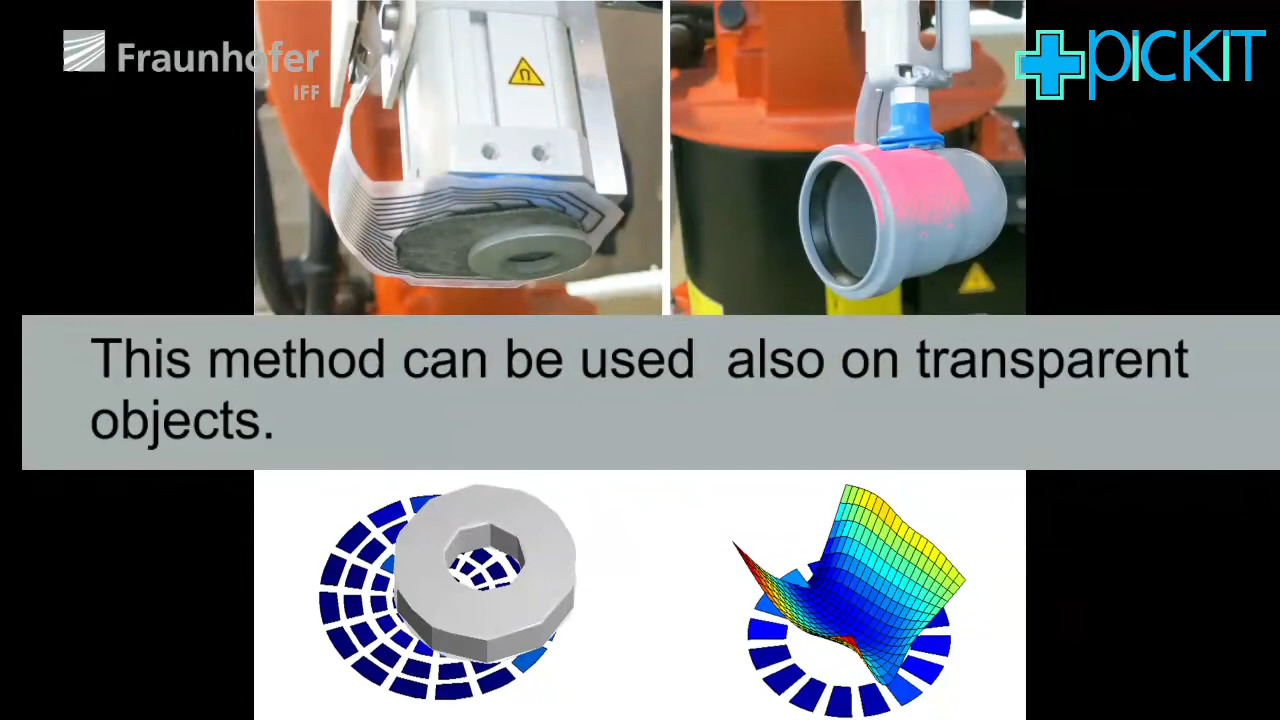 Fraunhofer
IFF
PiCKiT
This method can be used  also on transparent
objects.